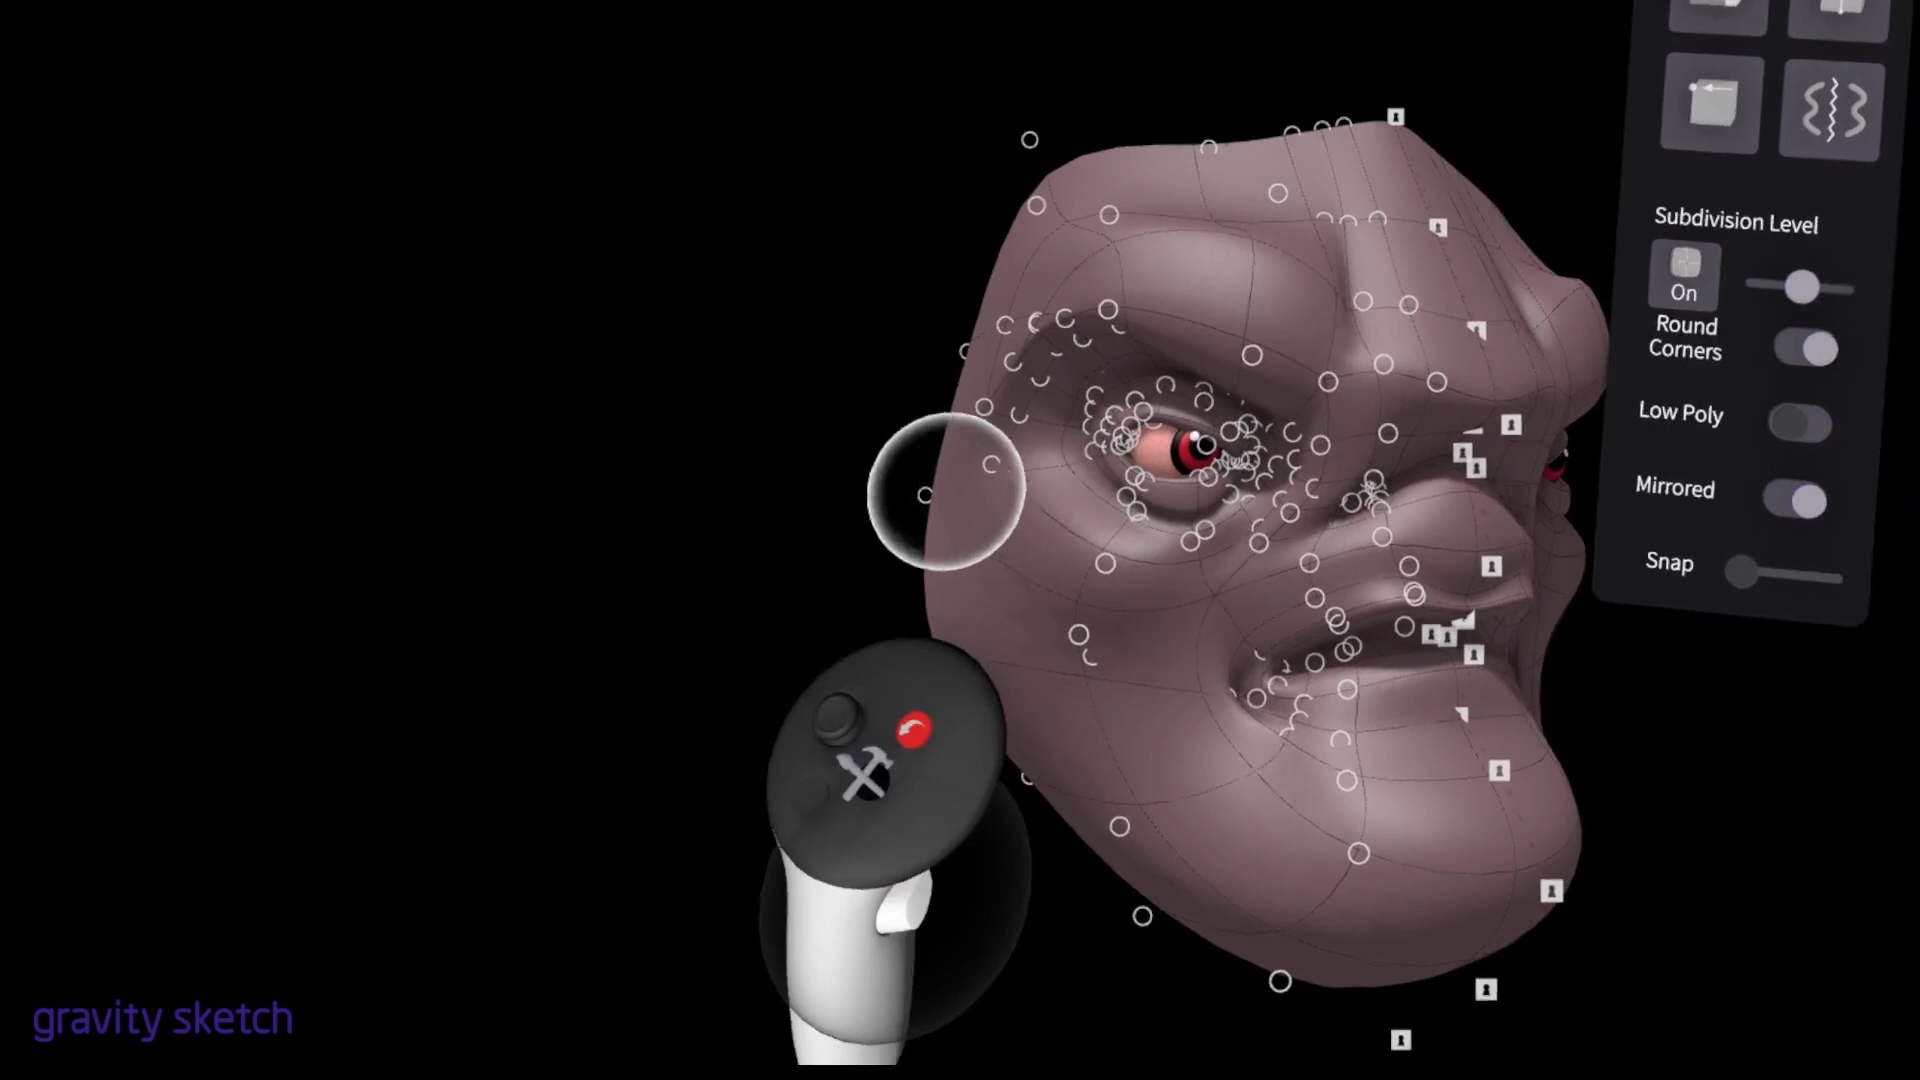 Subdivision Level
On
Round
Corners
Low Poly
Mirrored
Snap
gravity sketch